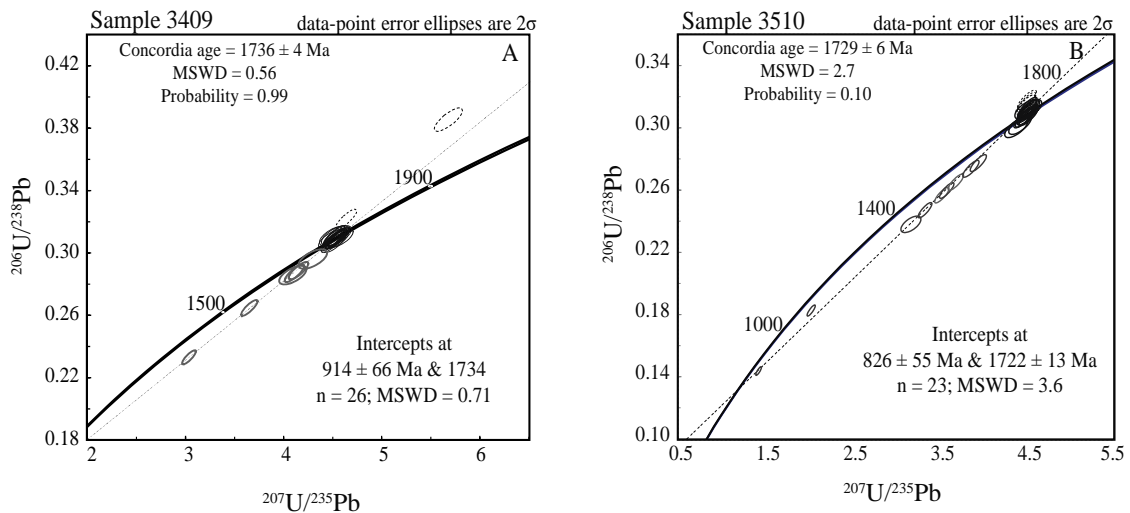 Sample 3409
data-point error ellipses are 2σ
Concordia age = 1736 ± 4 Ma
MSWD = 0.56
Probability = 0.99
A
0.42
0.38
0.34
0.30
0.26
0.22
0.18
1900
1500
Intercepts at
914 ± 66 Ma & 1734
n = 26; MSWD = 0.71
2
3
4
5
6
²⁰⁶U/²³⁸Pb
²⁰⁷U/²³⁵Pb
Sample 3510
data-point error ellipses are 2σ
Concordia age = 1729 ± 6 Ma
MSWD = 2.7
Probability = 0.10
B
0.34
0.30
0.26
0.22
0.18
0.14
0.10
1800
1400
1000
Intercepts at
826 ± 55 Ma & 1722 ± 13 Ma
n = 23; MSWD = 3.6
0.5
1.5
2.5
3.5
4.5
5.5
²⁰⁶U/²³⁸Pb
²⁰⁷U/²³⁵Pb